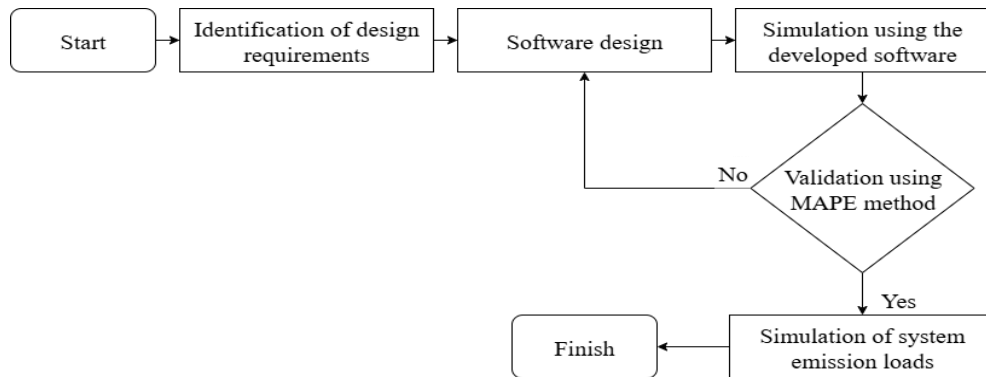 Start
Identification of design
requirements
Software design
Simulation using the
developed software
No
Validation using
MAPE method
Yes
Finish
Simulation of system
emission loads